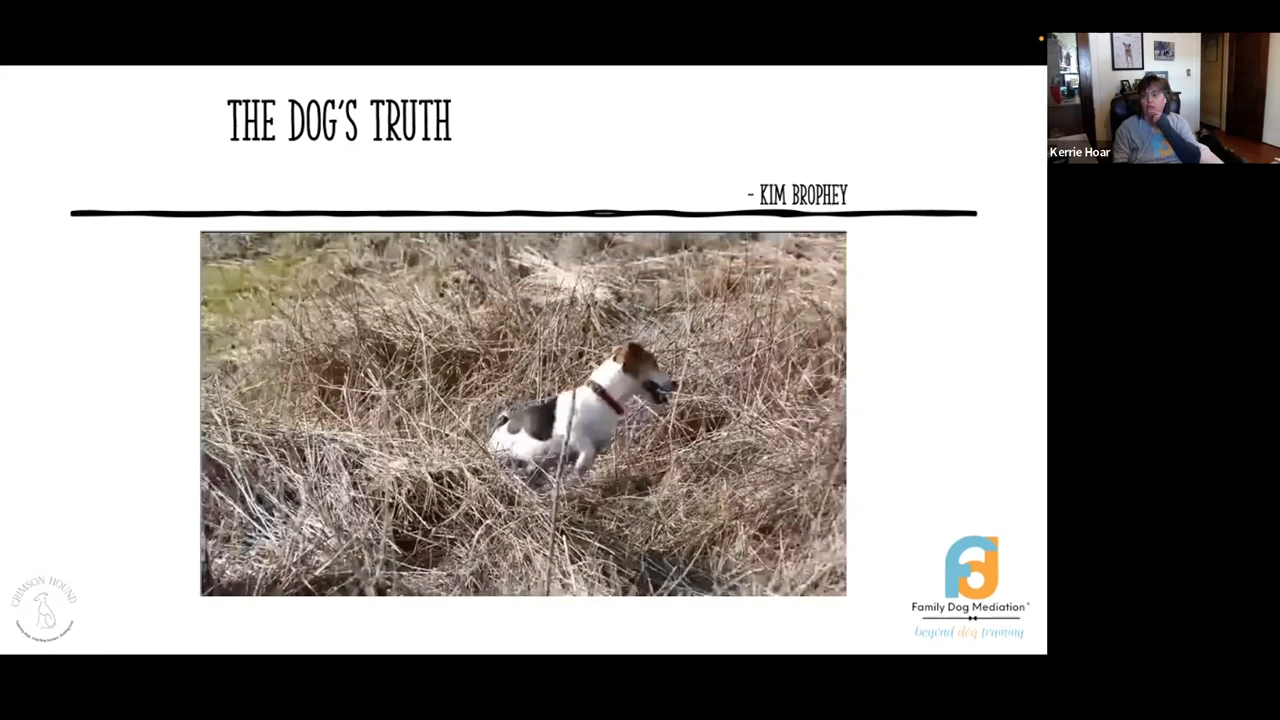 THE DOG'S TRUTH
~ KIM BROPHEY
Kerrie Hoar
CRIMSON HOUND
Family Dog Mediation®
beyond dog training